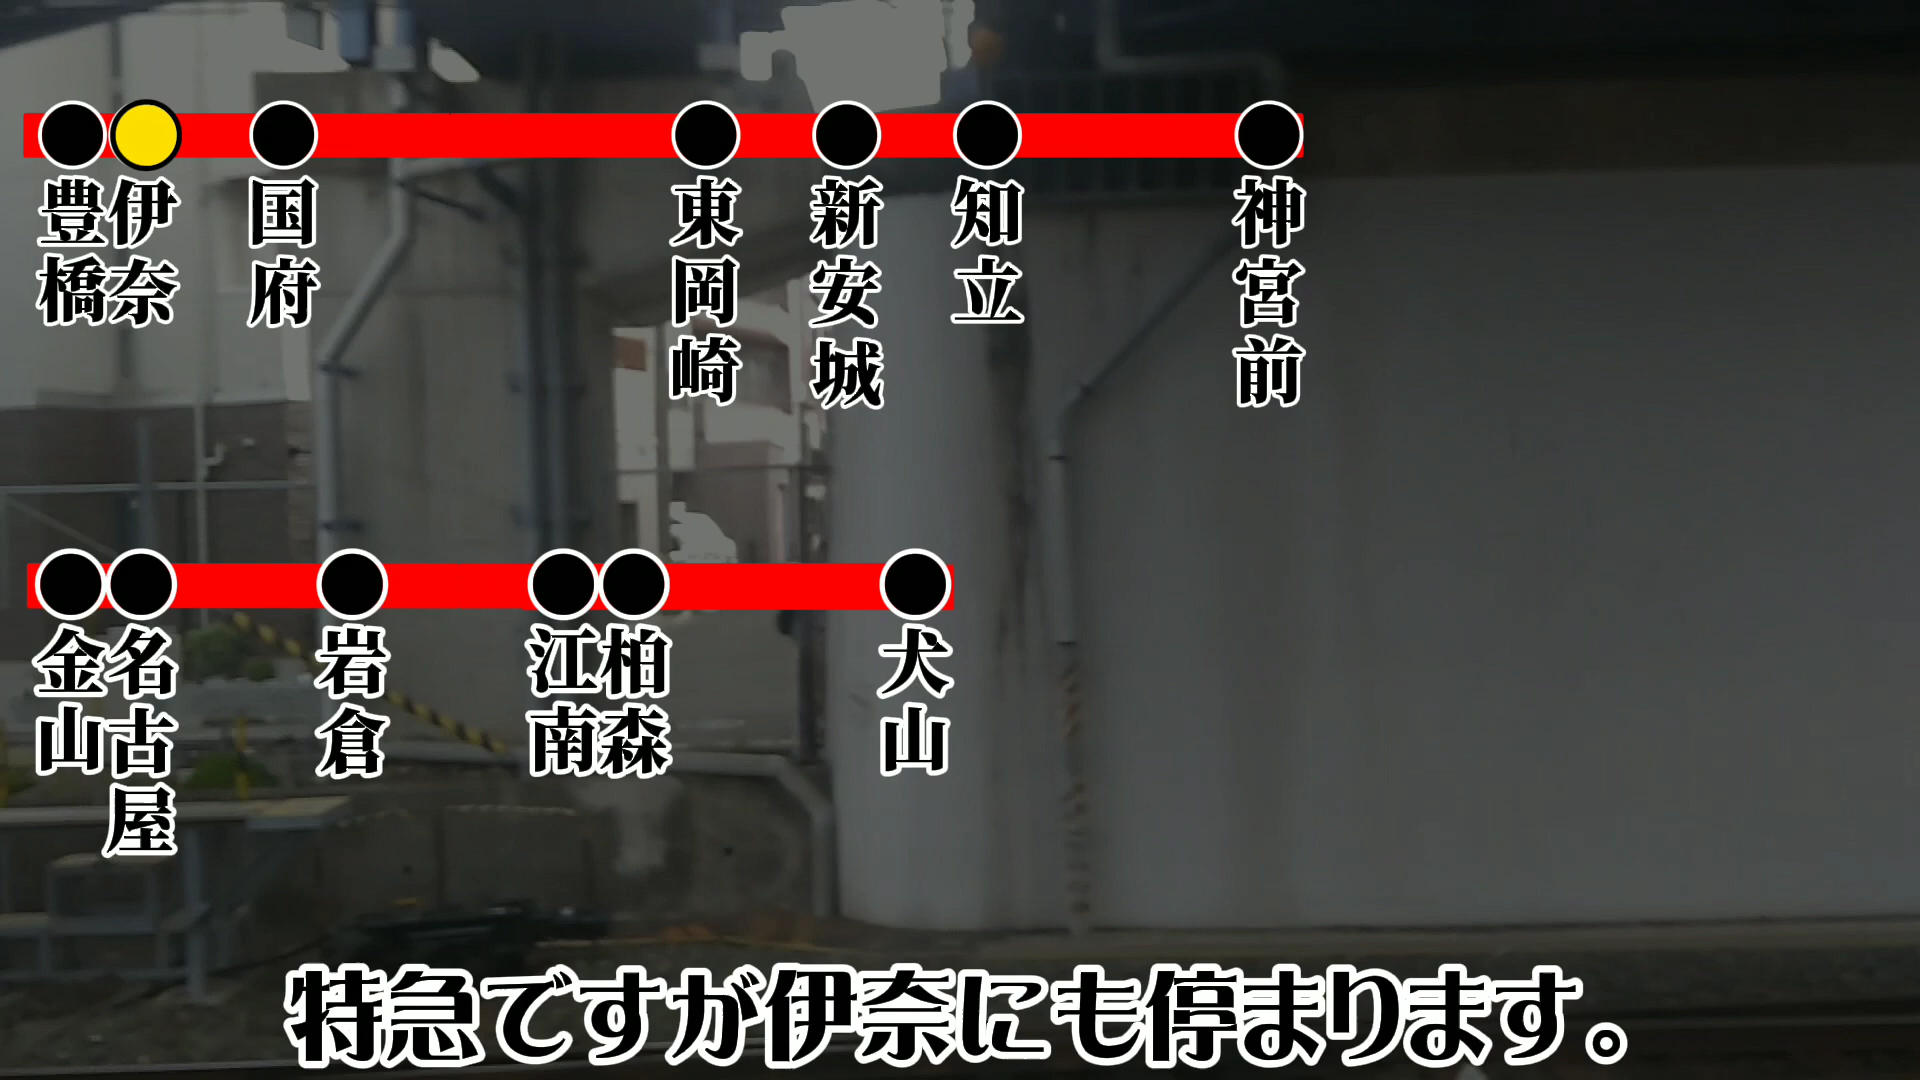 豊橋
伊奈
国府
東岡崎
新安城
知立
神宮前
金山
名古屋
岩倉
江南
柏森
犬山
特急ですが伊奈にも停まります。